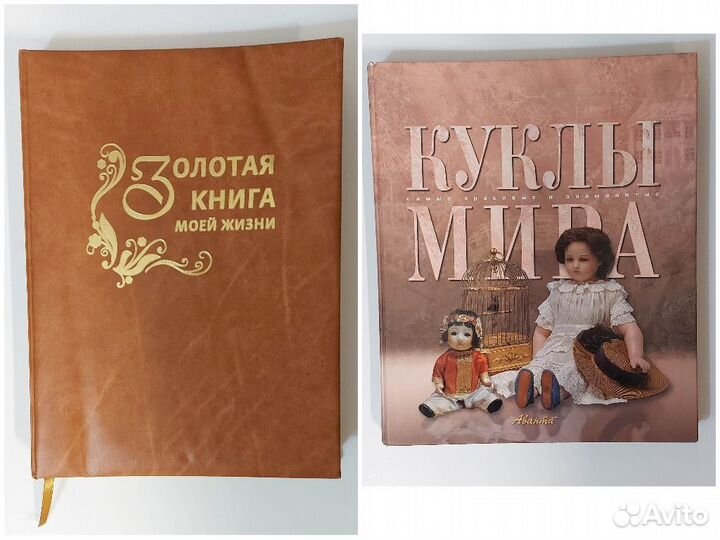 ЗОЛОТАЯ
КНИГА
МОЕЙ ЖИЗНИ
КУКЛЫ
самые красивые и знаменитые
МИРА
Аванта
Avito